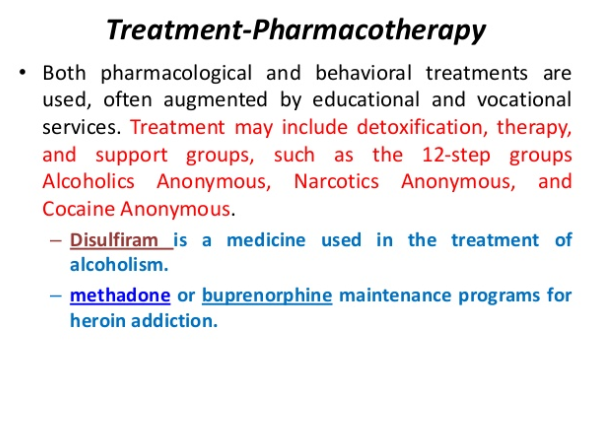 Treatment-Pharmacotherapy
• Both pharmacological and behavioral treatments are
used, often augmented by educational and vocational
services. Treatment may include detoxification, therapy,
and support groups, such as the 12-step groups
Alcoholics Anonymous, Narcotics Anonymous, and
Cocaine Anonymous.
– Disulfiram is a medicine used in the treatment of
alcoholism.
– methadone or buprenorphine maintenance programs for
heroin addiction.